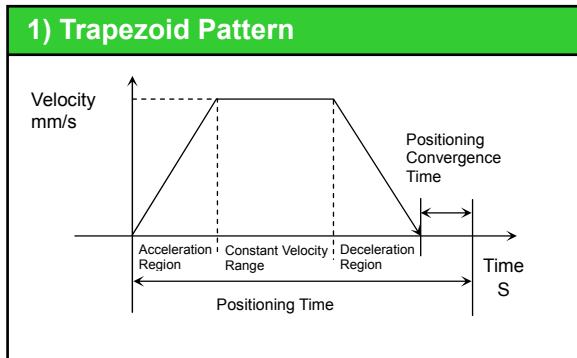 1) Trapezoid Pattern
Velocity
mm/s
Positioning
Convergence
Time
Acceleration
Region
Constant Velocity
Range
Deceleration
Region
Time
S
Positioning Time